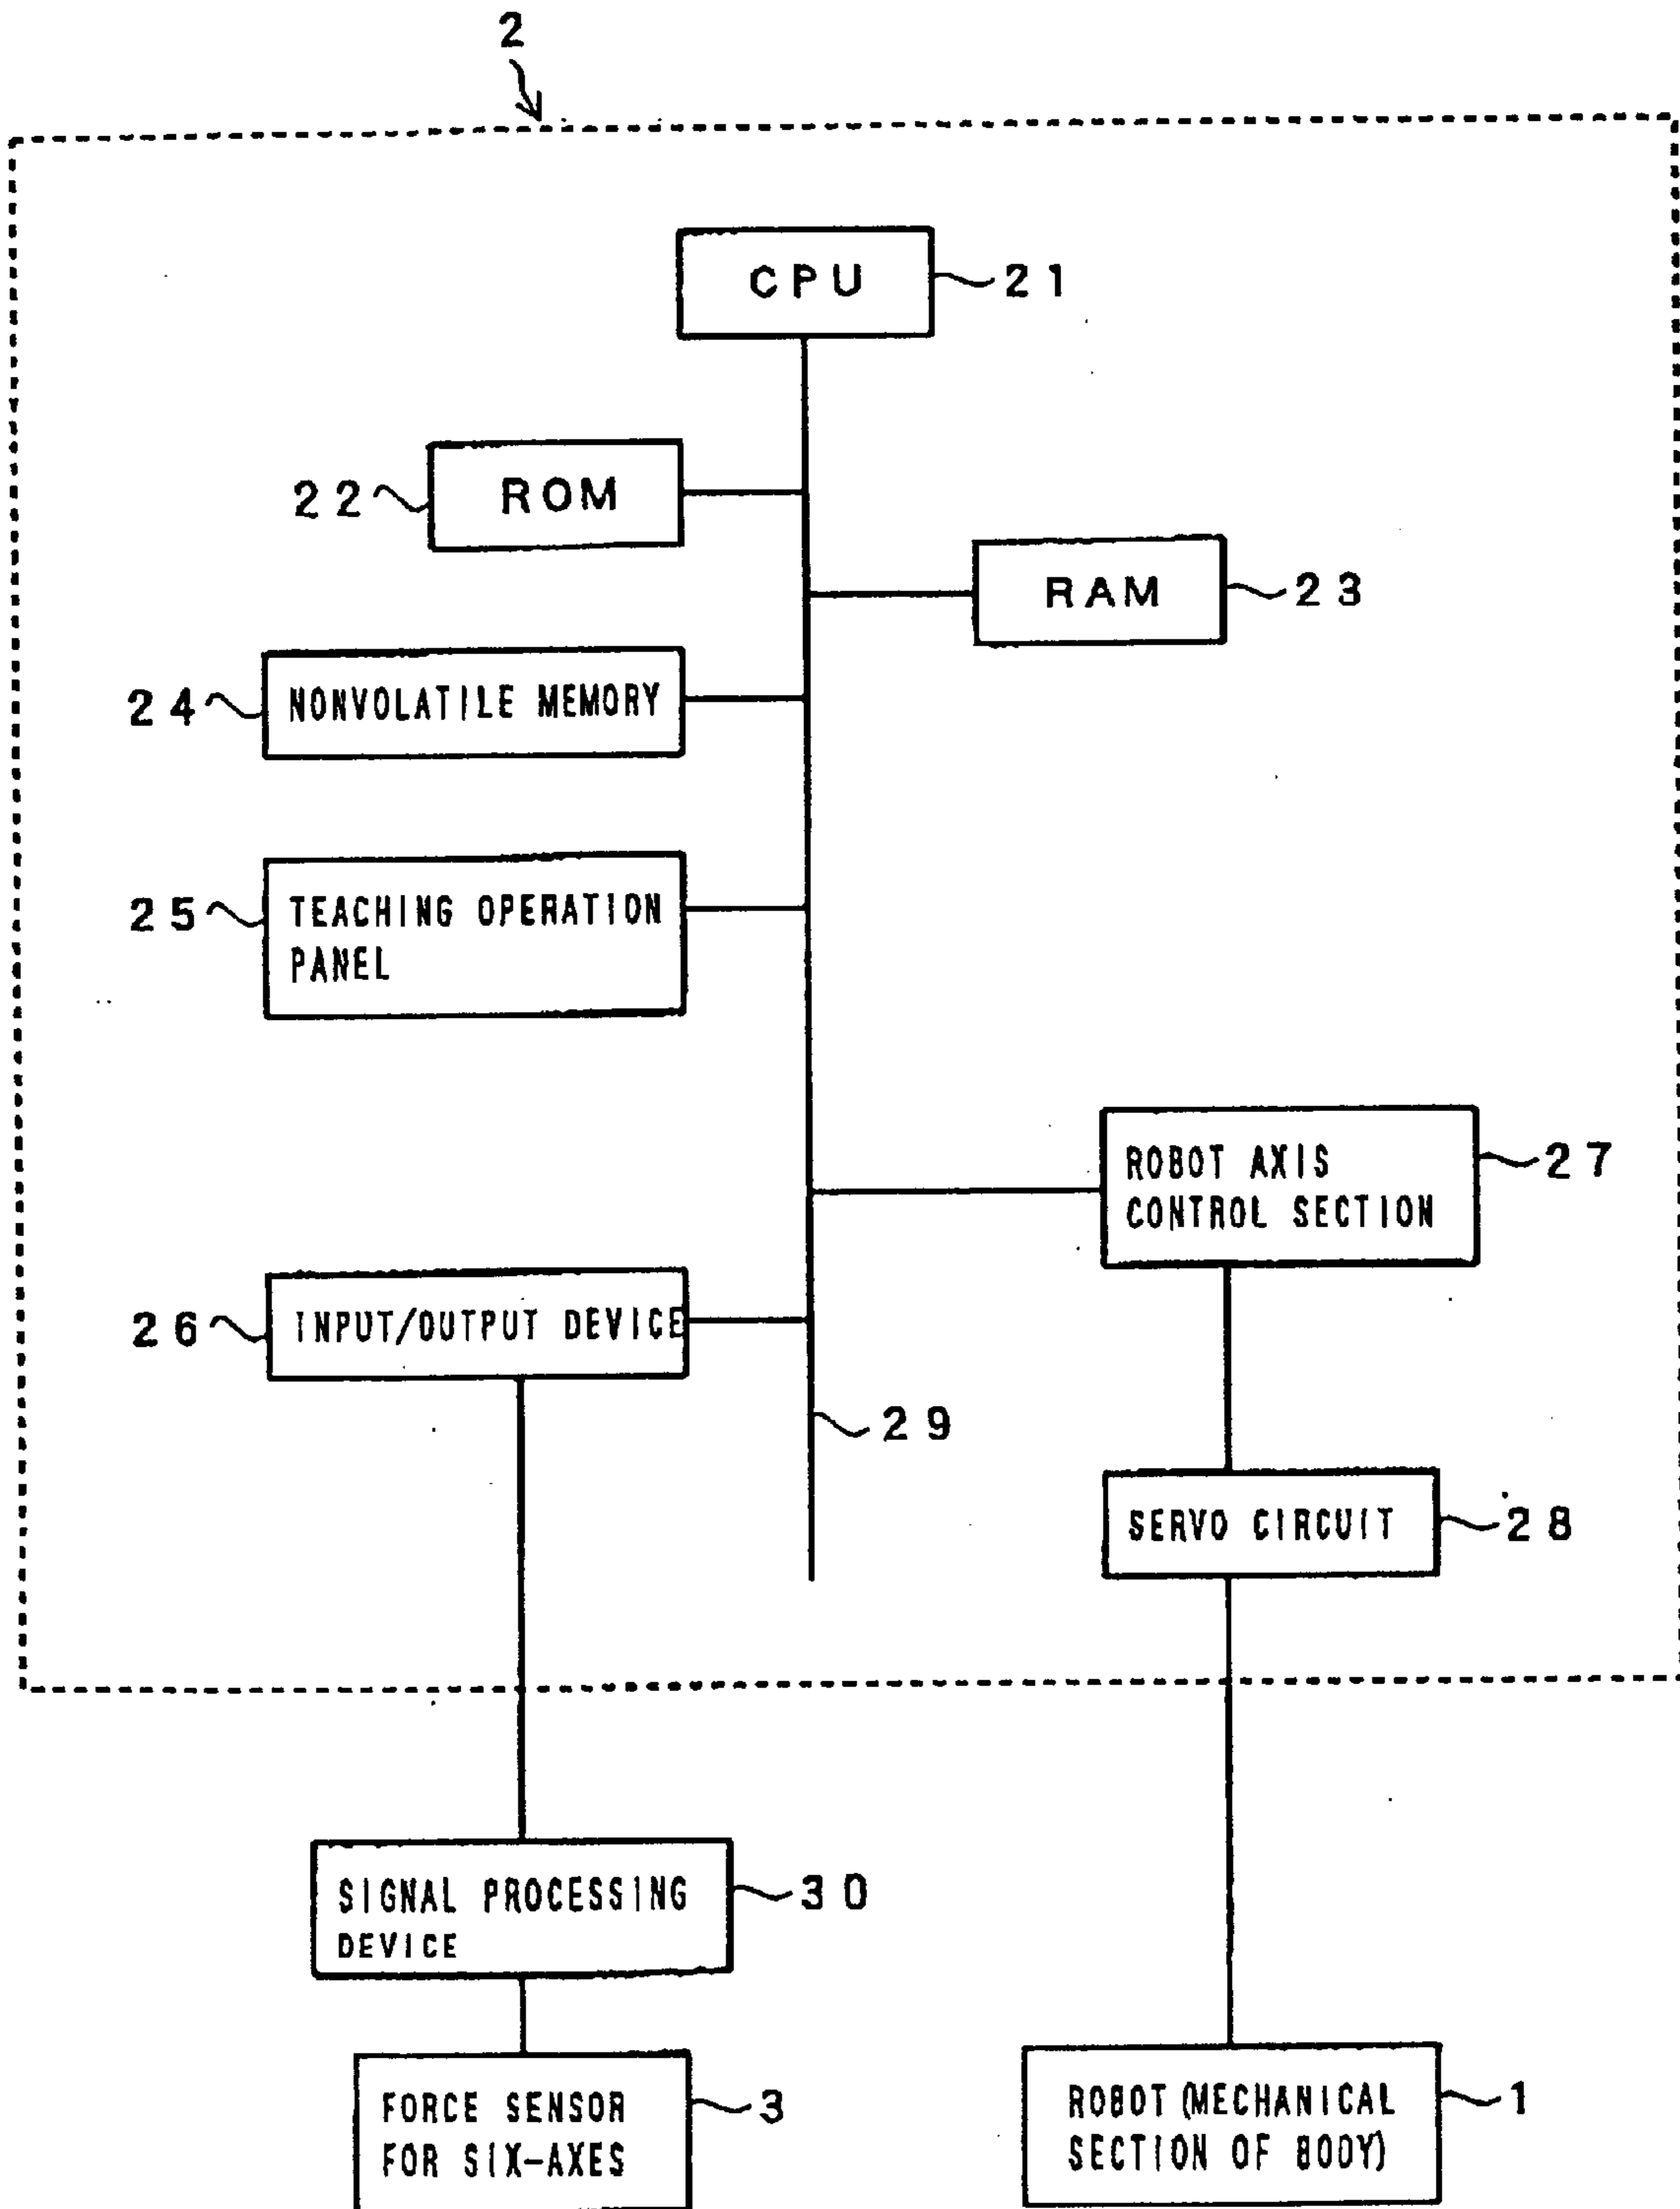 2
CPU
21
22
ROM
RAM
23
24
NONVOLATILE MEMORY
25
TEACHING OPERATION
PANEL
ROBOT AXIS
CONTROL SECTION
27
26
INPUT/OUTPUT DEVICE
29
SERVO CIRCUIT
28
SIGNAL PROCESSING
DEVICE
30
FORCE SENSOR
FOR SIX-AXES
3
ROBOT (MECHANICAL
SECTION OF BODY)
1